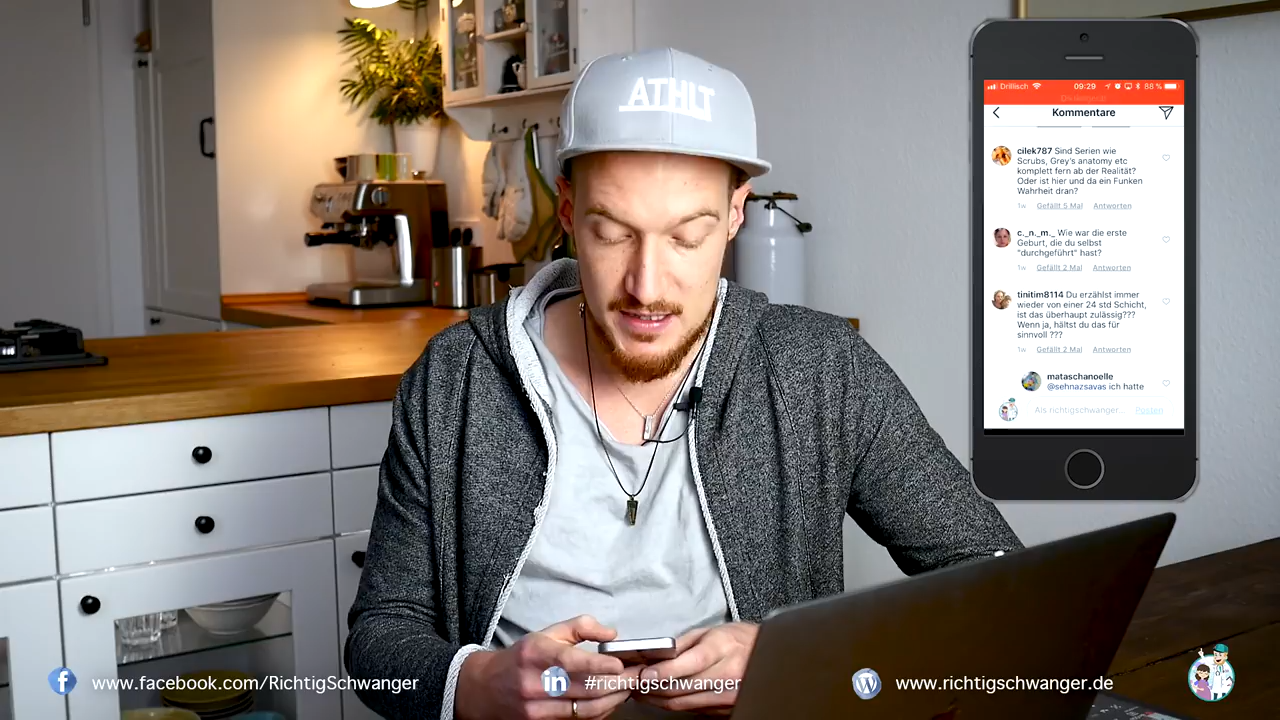 ATHLT
Drillisch 09:29 88 %
Kommentare
cilek787 Sind Serien wie
Scrubs, Grey's anatomy etc
komplett fern ab der Realität?
Oder ist hier und da ein Funken
Wahrheit dran?
1w Gefällt 5 Mal Antworten
c._n._m._ Wie war die erste
Geburt, die du selbst
"durchgeführt" hast?
1w Gefällt 2 Mal Antworten
tinitim8114 Du erzählst immer
wieder von einer 24 std Schicht,
ist das überhaupt zulässig???
Wenn ja, hältst du das für
sinnvoll ???
1w Gefällt 2 Mal Antworten
mataschanoelle
@sehnazsavas ich hatte
Als richtigschwanger... Posten
www.facebook.com/RichtigSchwanger
#richtigschwanger
www.richtigschwanger.de